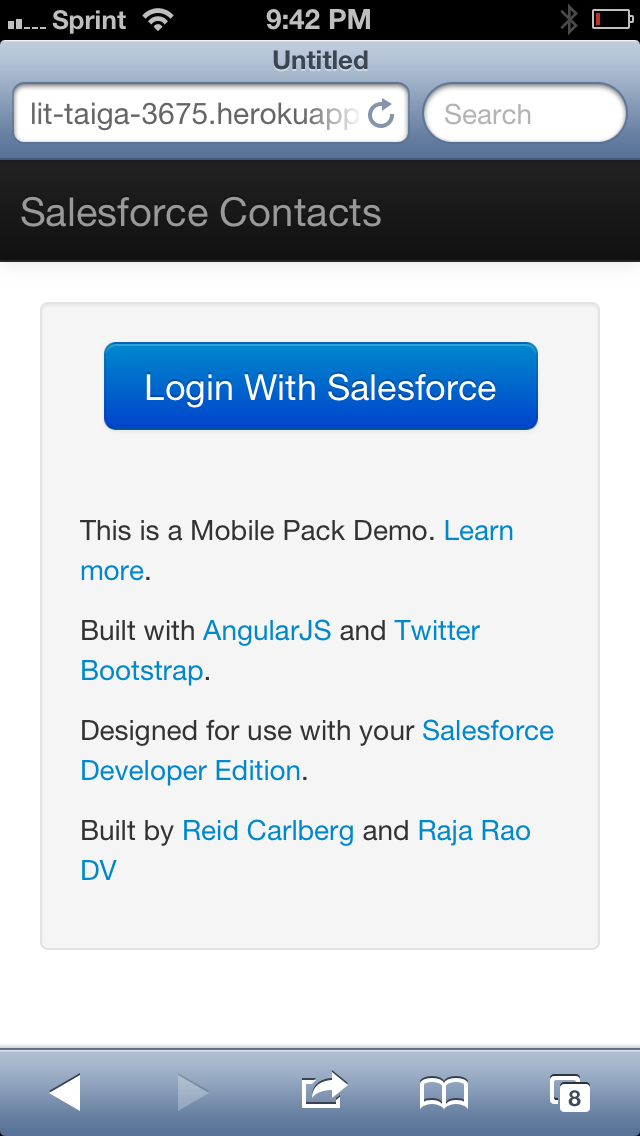 Sprint 9:42 PM
Untitled
lit-taiga-3675.herokuapp Search
Salesforce Contacts
Login With Salesforce
This is a Mobile Pack Demo. Learn
more.
Built with AngularJS and Twitter
Bootstrap.
Designed for use with your Salesforce
Developer Edition.
Built by Reid Carlberg and Raja Rao
DV
8